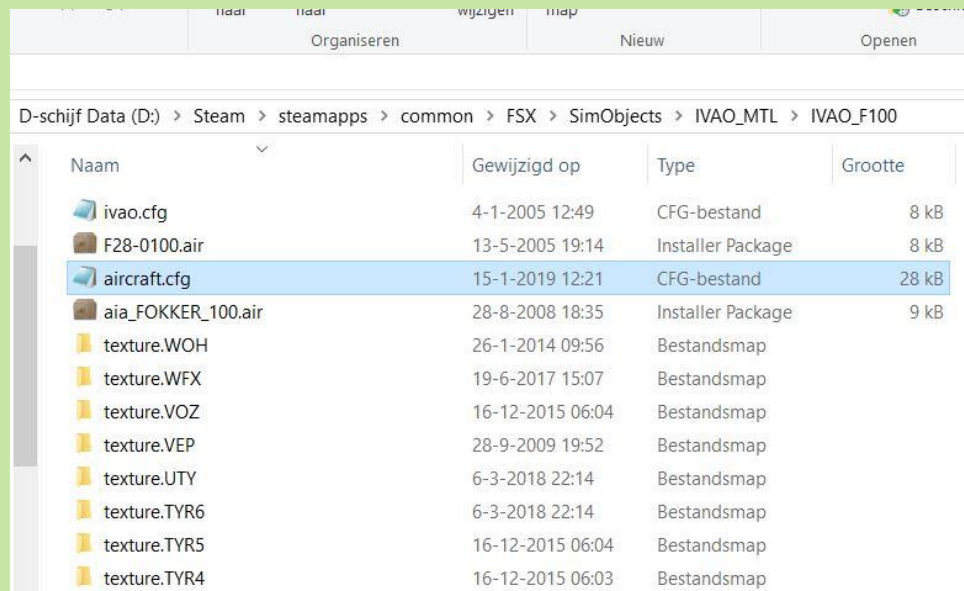 naar naar wijzigen map
Organiseren Nieuw Openen
D-schijf Data (D:) > Steam > steamapps > common > FSX > SimObjects > IVAO_MTL > IVAO_F100
Naam Gewijzigd op Type Grootte
ivao.cfg 4-1-2005 12:49 CFG-bestand 8 kB
F28-0100.air 13-5-2005 19:14 Installer Package 8 kB
aircraft.cfg 15-1-2019 12:21 CFG-bestand 28 kB
aia_FOKKER_100.air 28-8-2008 18:35 Installer Package 9 kB
texture.WOH 26-1-2014 09:56 Bestandsmap
texture.WFX 19-6-2017 15:07 Bestandsmap
texture.VOZ 16-12-2015 06:04 Bestandsmap
texture.VEP 28-9-2009 19:52 Bestandsmap
texture.UTY 6-3-2018 22:14 Bestandsmap
texture.TYR6 6-3-2018 22:14 Bestandsmap
texture.TYR5 16-12-2015 06:04 Bestandsmap
texture.TYR4 16-12-2015 06:03 Bestandsmap